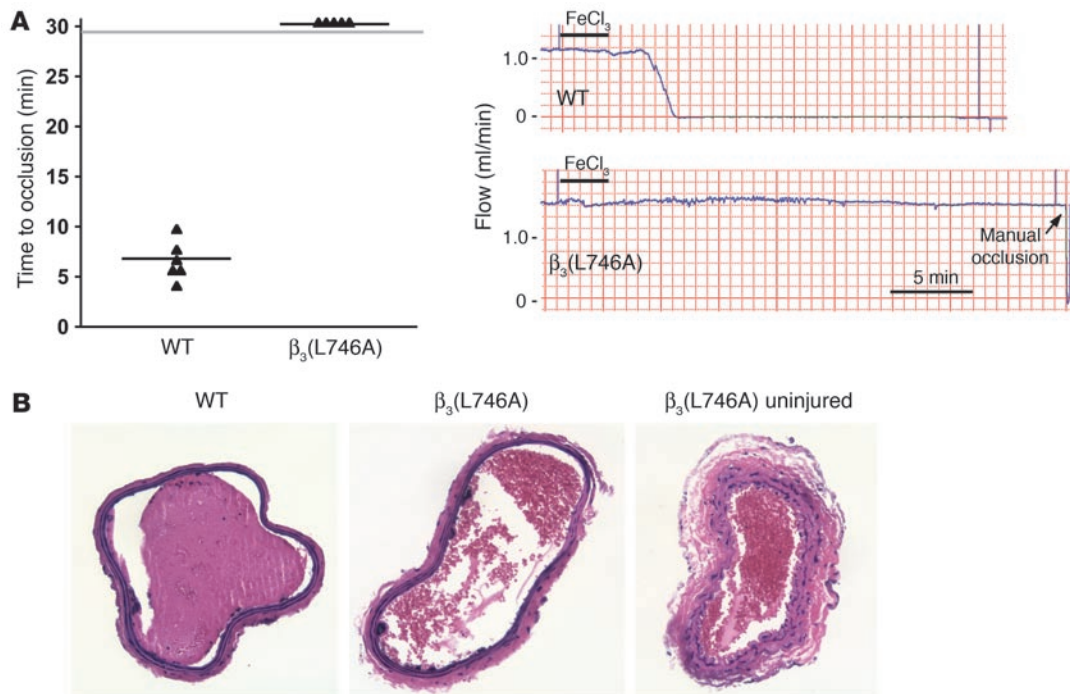 A
Time to occlusion (min)
30
25
20
15
10
5
0
WT
β₃(L746A)
Flow (ml/min)
FeCl₃
1.0
WT
0
FeCl₃
1.0
β₃(L746A)
Manual
occlusion
5 min
0
B
WT
β₃(L746A)
β₃(L746A) uninjured